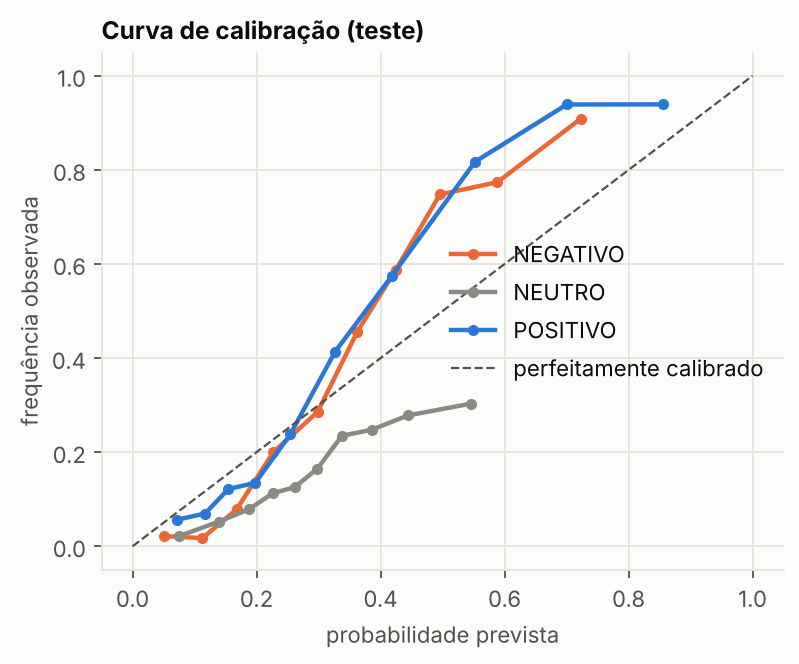 Curva de calibração (teste)
1.0
0.8
0.6
0.4
0.2
0.0
frequência observada
NEGATIVO
NEUTRO
POSITIVO
perfeitamente calibrado
0.0 0.2 0.4 0.6 0.8 1.0
probabilidade prevista